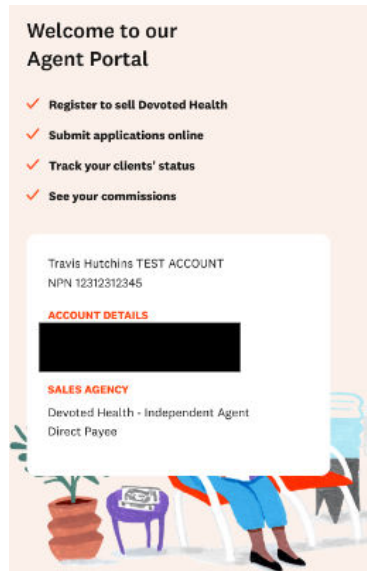 Welcome to our
Agent Portal
Register to sell Devoted Health
Submit applications online
Track your clients' status
See your commissions
Travis Hutchins TEST ACCOUNT
NPN 12312312345
ACCOUNT DETAILS
SALES AGENCY
Devoted Health - Independent Agent
Direct Payee